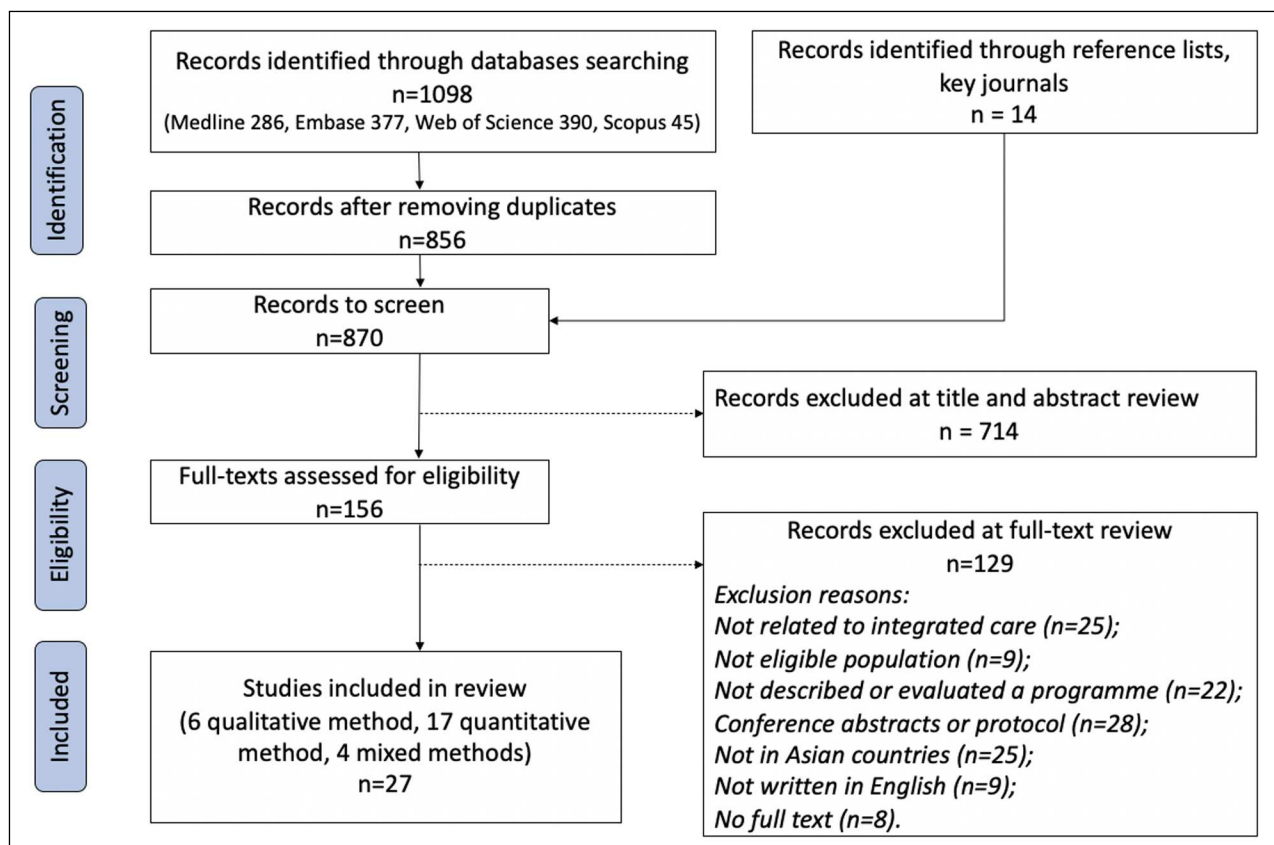 Identification
Records identified through databases searching
n=1098
(Medline 286, Embase 377, Web of Science 390, Scopus 45)
Records identified through reference lists,
key journals
n = 14
Records after removing duplicates
n=856
Screening
Records to screen
n=870
Records excluded at title and abstract review
n = 714
Eligibility
Full-texts assessed for eligibility
n=156
Records excluded at full-text review
n=129
Exclusion reasons:
Not related to integrated care (n=25);
Not eligible population (n=9);
Not described or evaluated a programme (n=22);
Conference abstracts or protocol (n=28);
Not in Asian countries (n=25);
Not written in English (n=9);
No full text (n=8).
Included
Studies included in review
(6 qualitative method, 17 quantitative
method, 4 mixed methods)
n=27